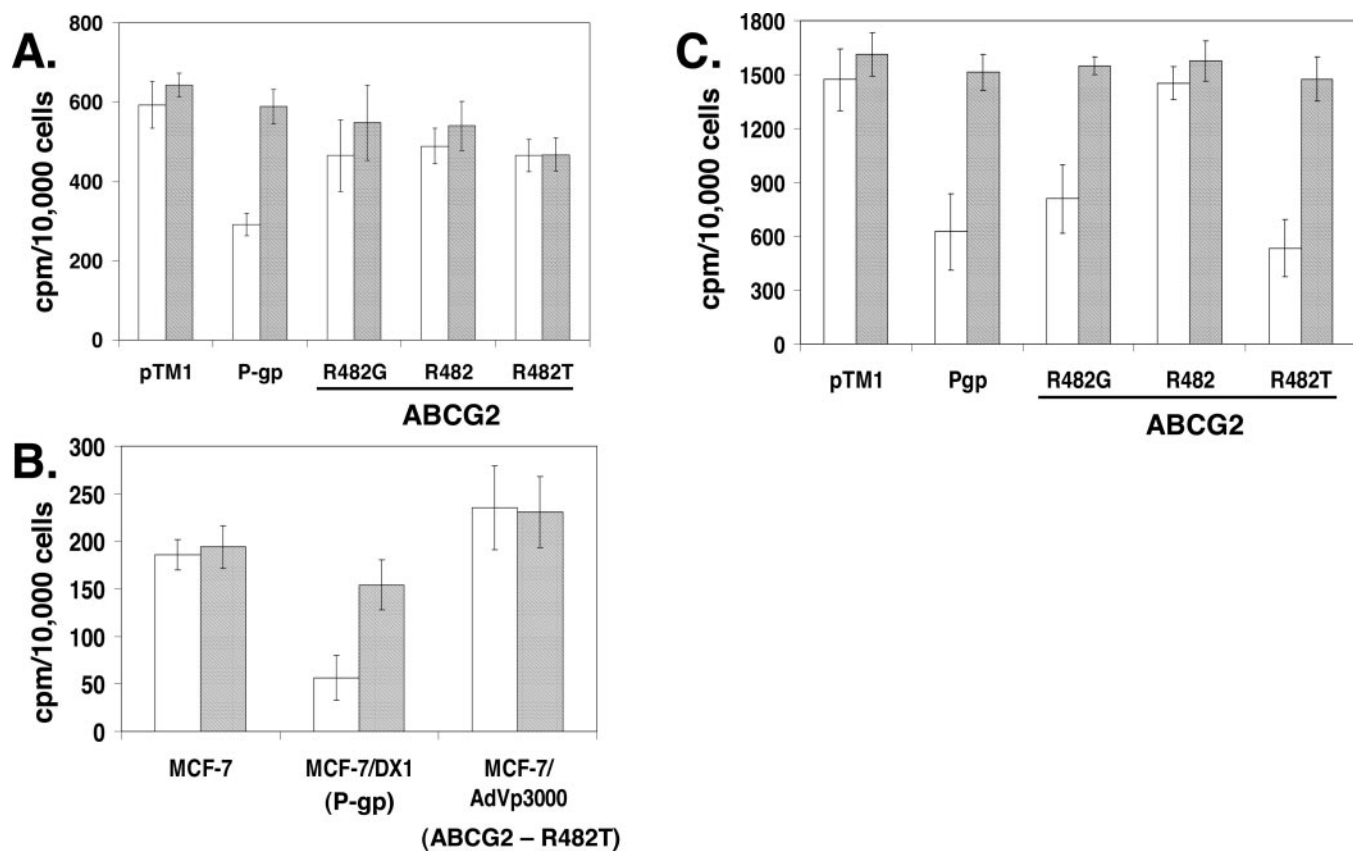 A.
cpm/10,000 cells
800
600
400
200
0
pTM1 P-gp R482G R482 R482T
ABCG2
B.
cpm/10,000 cells
300
250
200
150
100
50
0
MCF-7 MCF-7/DX1 MCF-7/
(P-gp) AdVp3000
(ABCG2 – R482T)
C.
cpm/10,000 cells
1800
1500
1200
900
600
300
0
pTM1 Pgp R482G R482 R482T
ABCG2